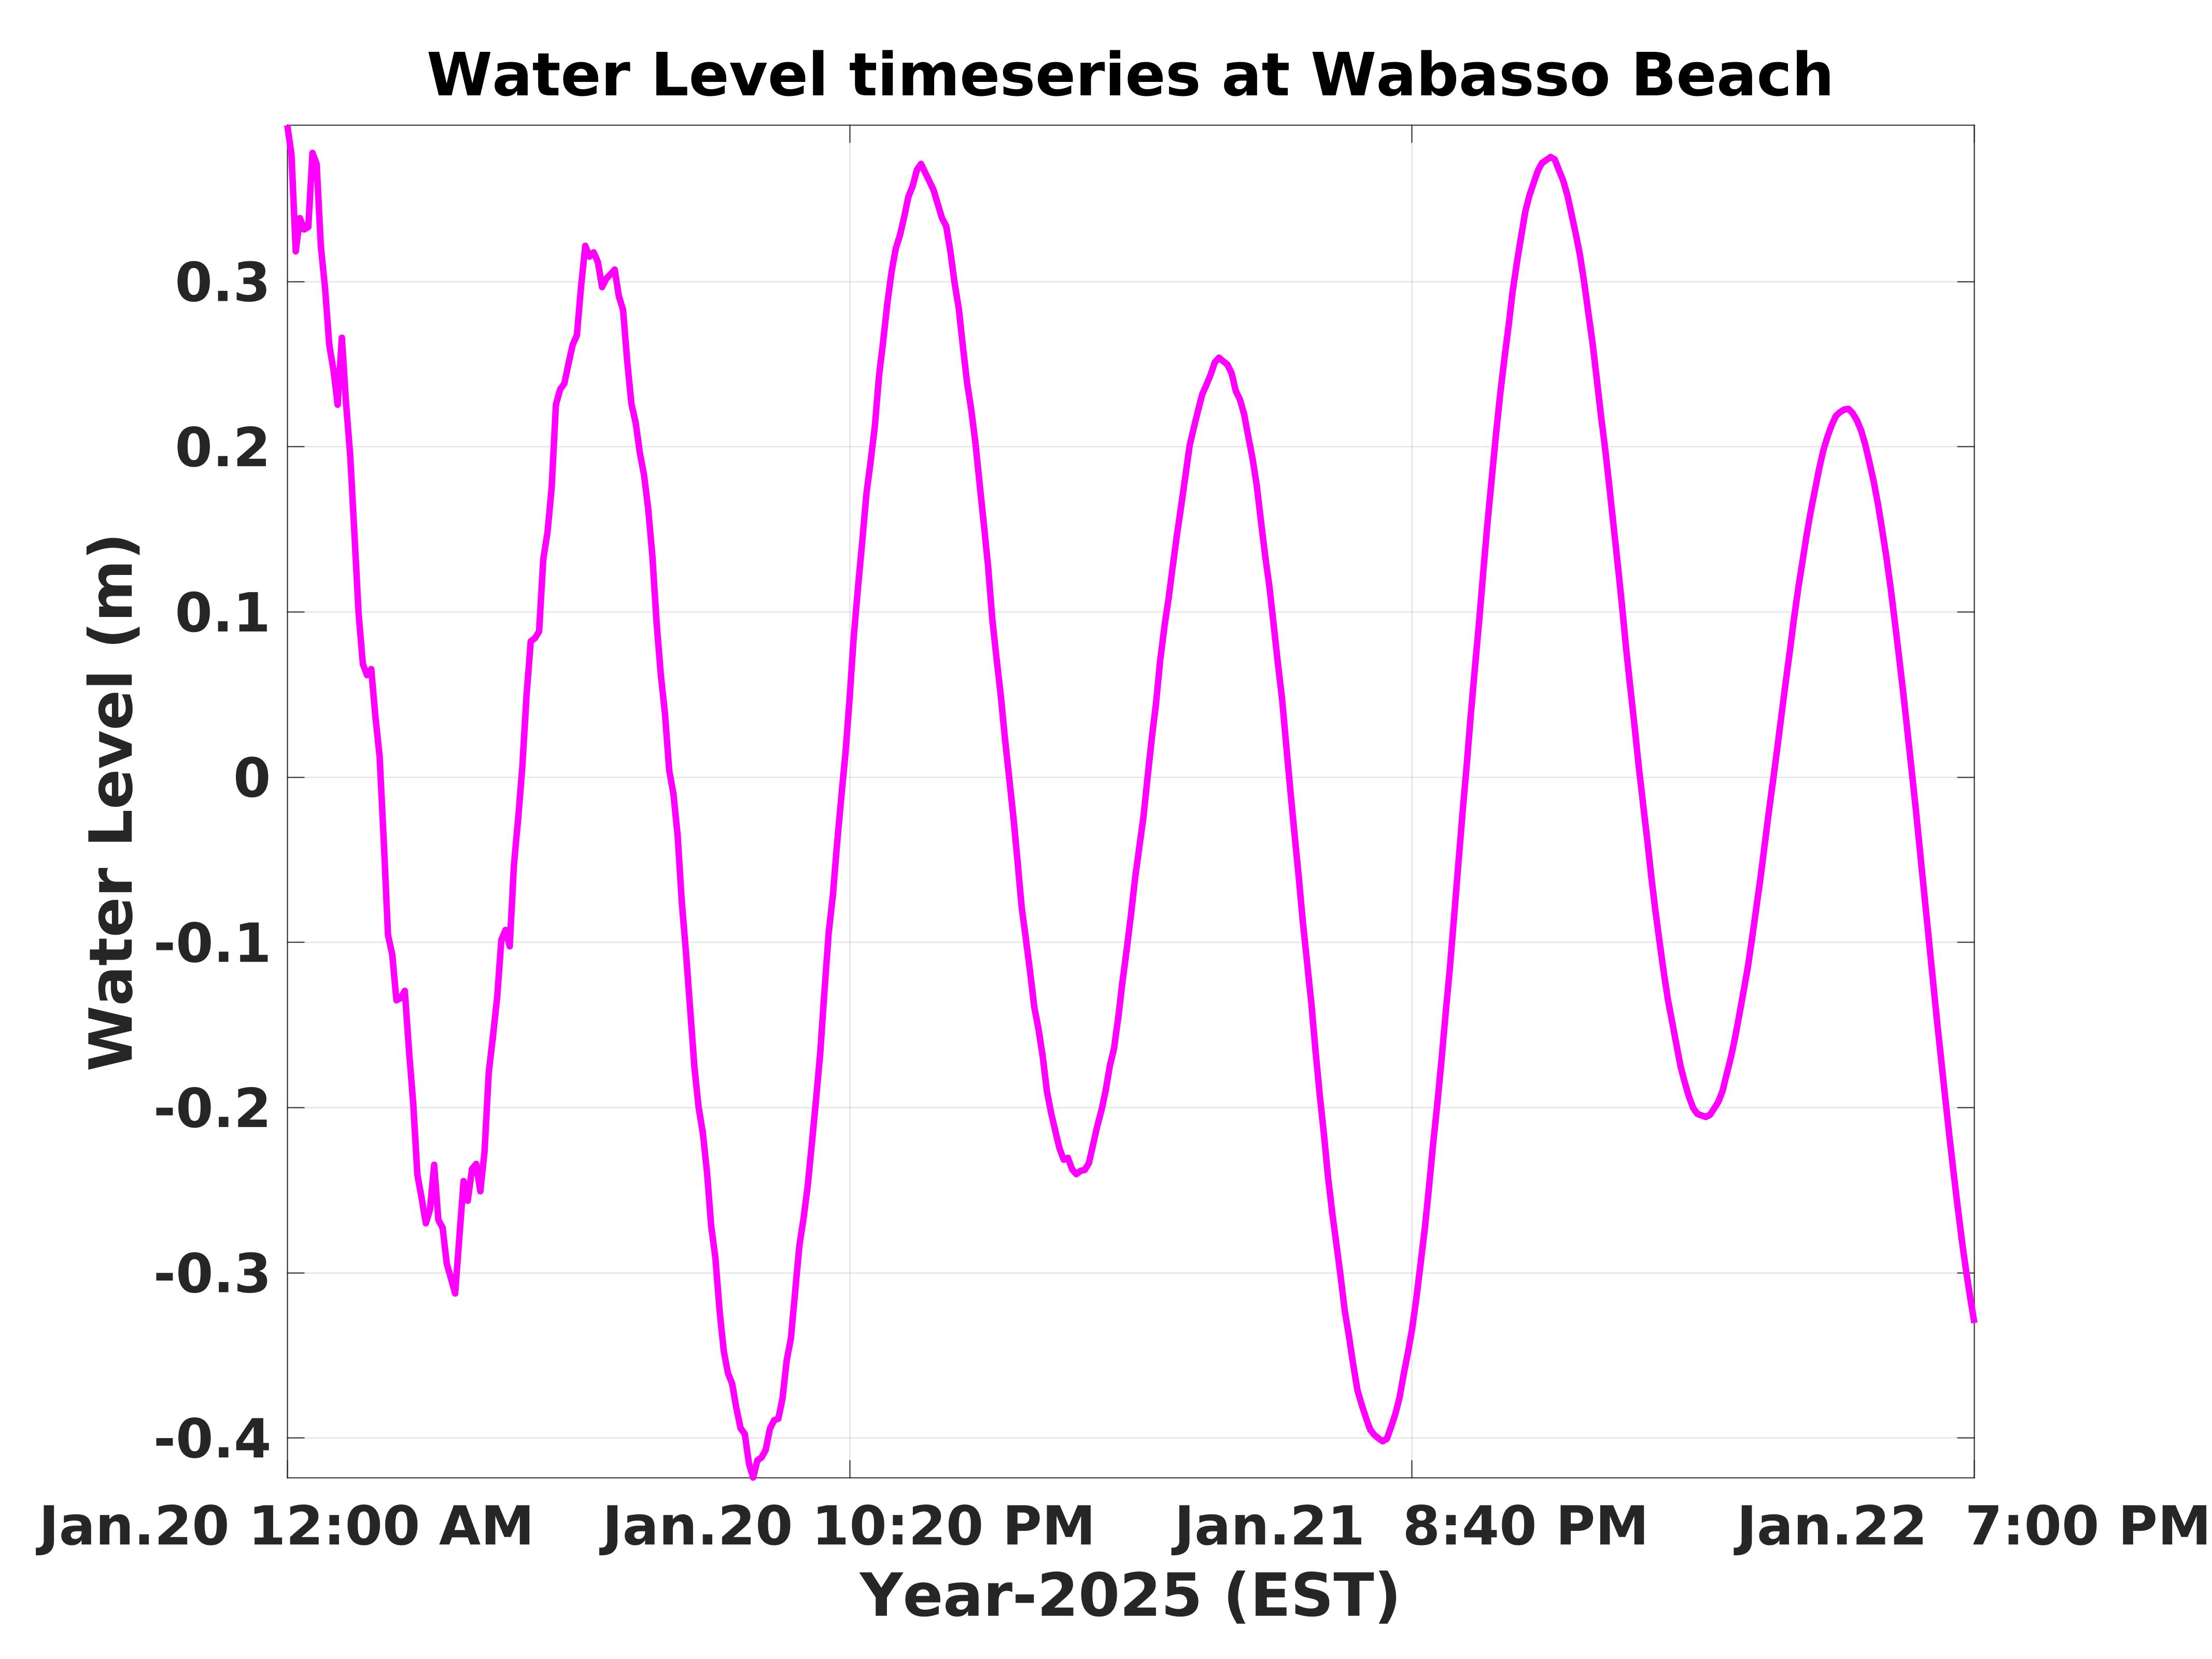 Water Level timeseries at Wabasso Beach
Water Level (m)
0.3
0.2
0.1
0
-0.1
-0.2
-0.3
-0.4
Jan.20 12:00 AM Jan.20 10:20 PM Jan.21 8:40 PM Jan.22 7:00 PM
Year-2025 (EST)